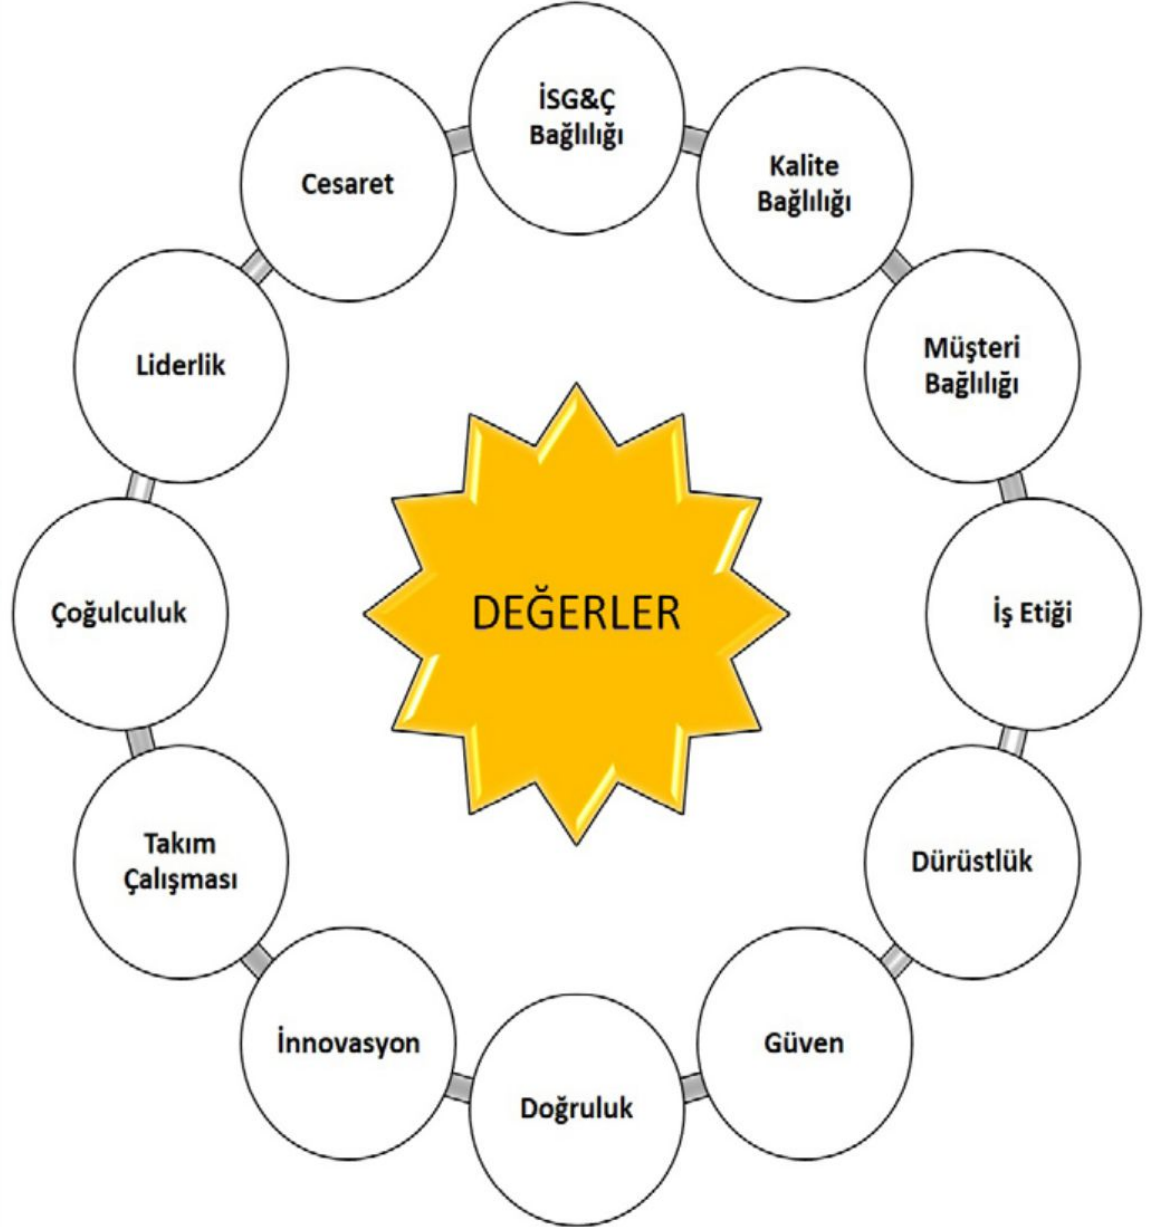 İSG&Ç
Bağlılığı
Kalite
Bağlılığı
Müşteri
Bağlılığı
İş Etiği
Dürüstlük
Güven
Doğruluk
İnnovasyon
Takım
Çalışması
Çoğulculuk
Liderlik
Cesaret
DEĞERLER